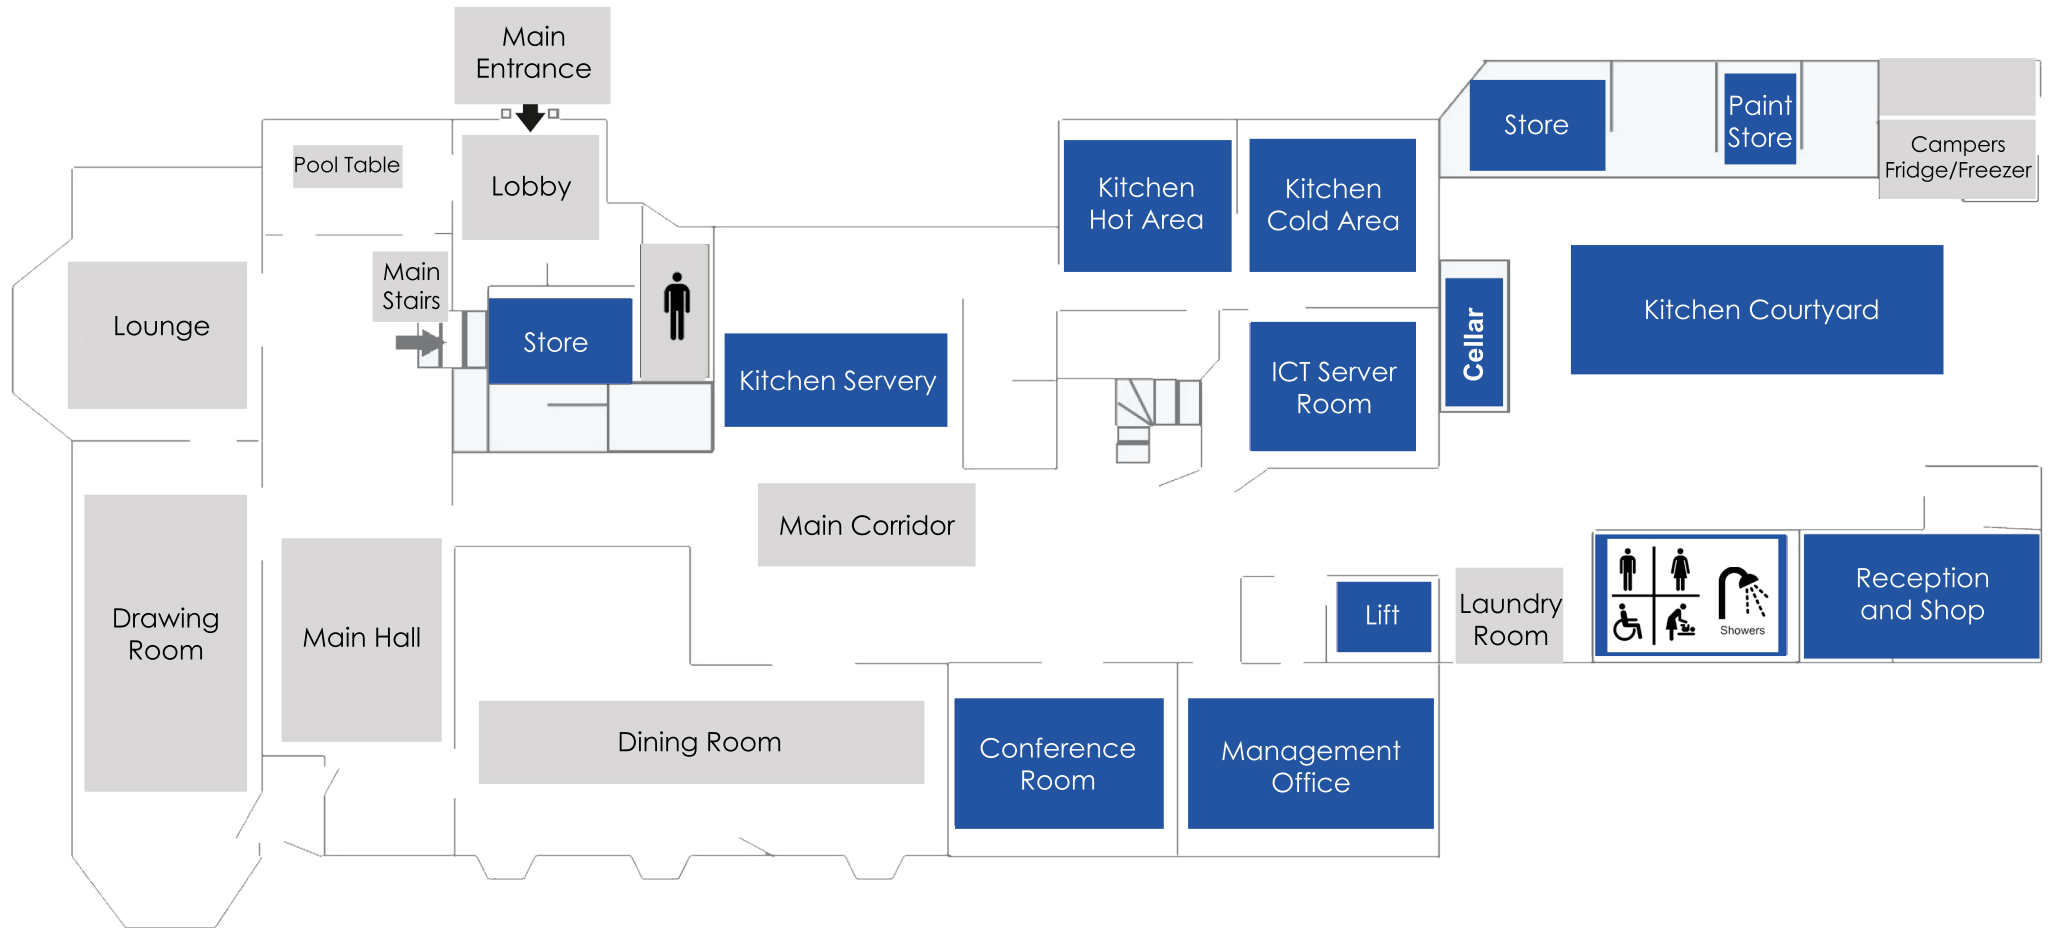 Main
Entrance
Pool Table
Lobby
Main
Stairs
Lounge
Store
Kitchen Servery
Kitchen
Hot Area
Kitchen
Cold Area
Store
Paint
Store
Campers
Fridge/Freezer
Kitchen Courtyard
Cellar
ICT Server
Room
Main Corridor
Drawing
Room
Main Hall
Dining Room
Conference
Room
Management
Office
Lift
Laundry
Room
Showers
Reception
and Shop